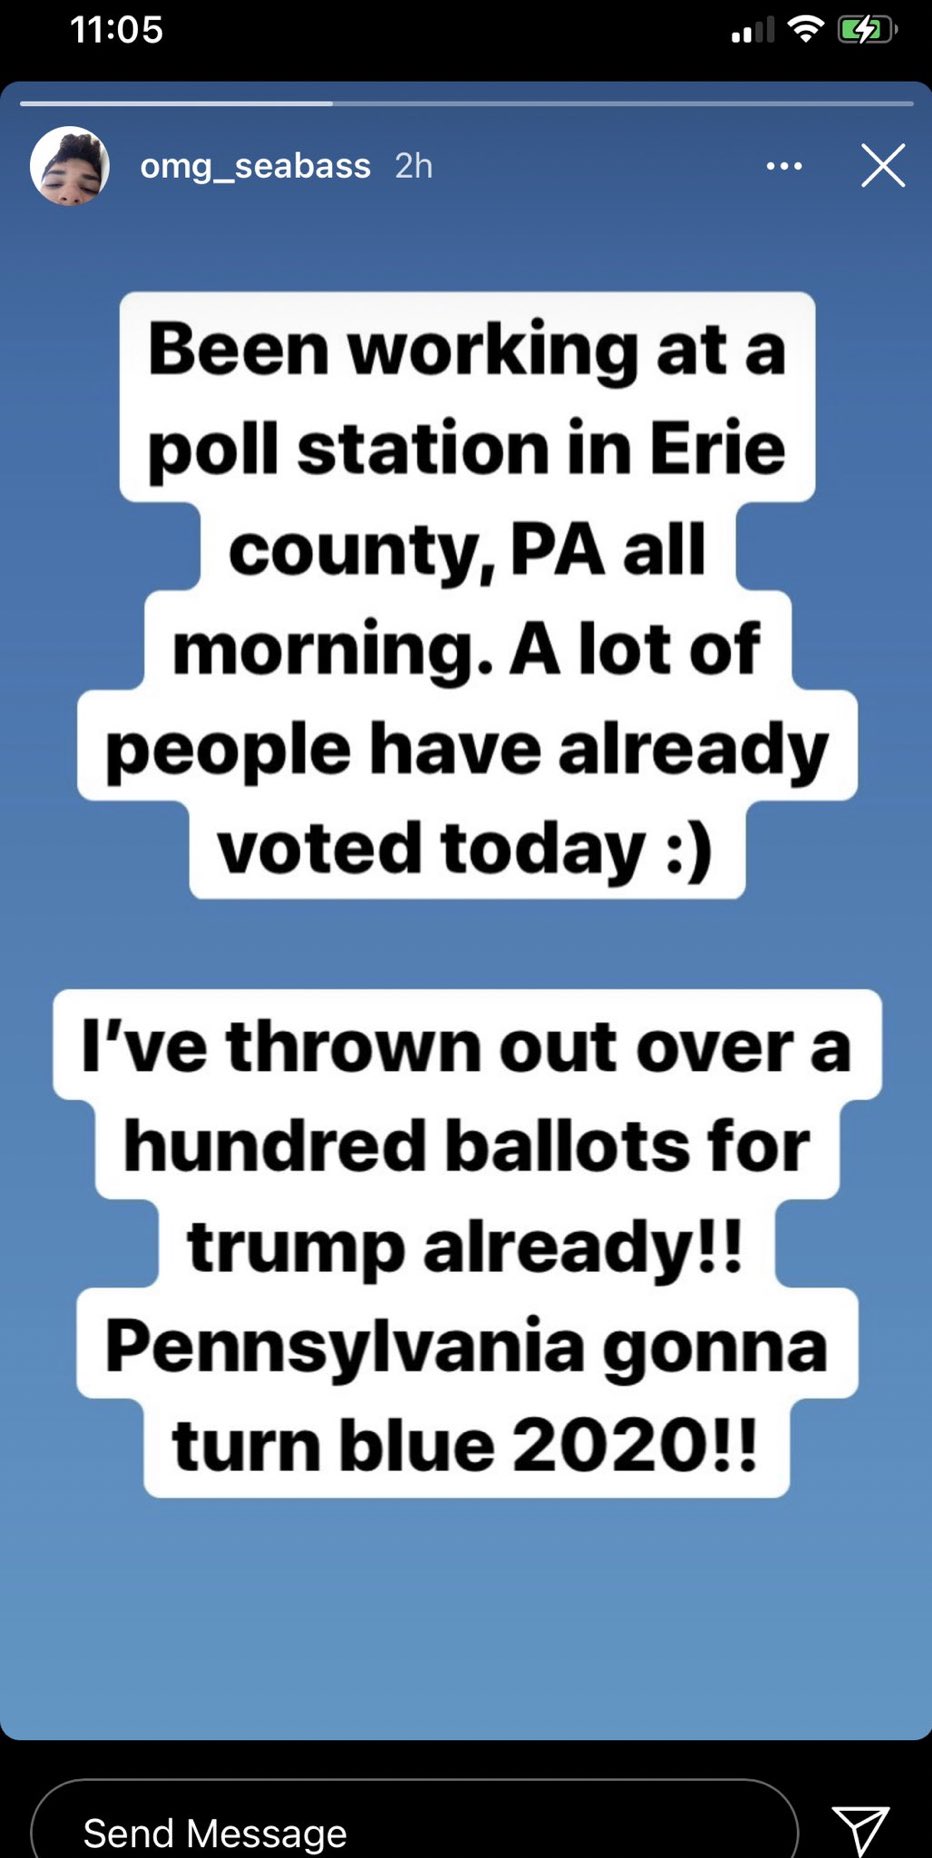 11:05
omg_seabass 2h
Been working at a
poll station in Erie
county, PA all
morning. A lot of
people have already
voted today :)
I've thrown out over a
hundred ballots for
trump already!!
Pennsylvania gonna
turn blue 2020!!
Send Message